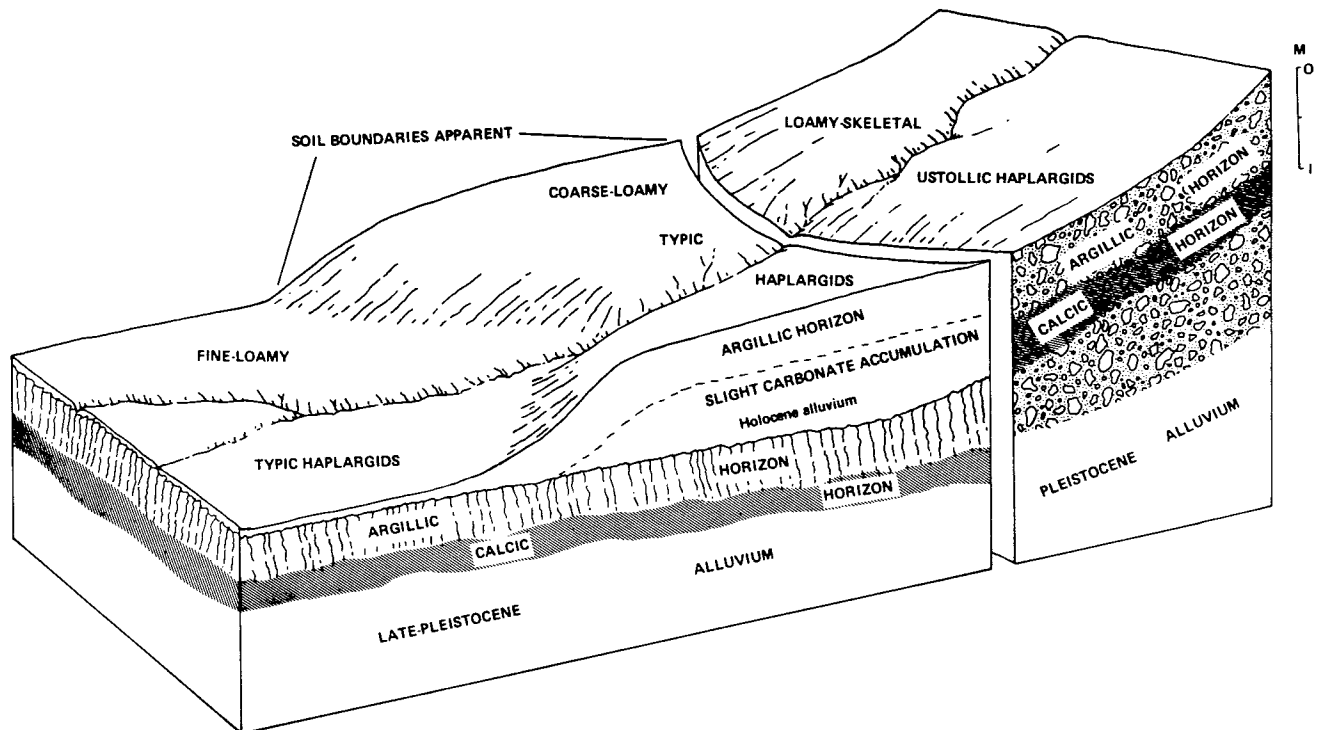 M
0
1
SOIL BOUNDARIES APPARENT
LOAMY-SKELETAL
COARSE-LOAMY
USTOLLIC HAPLARGIDS
TYPIC
HAPLARGIDS
ARGILLIC HORIZON
CALCIC HORIZON
FINE-LOAMY
ARGILLIC HORIZON
SLIGHT CARBONATE ACCUMULATION
Holocene alluvium
TYPIC HAPLARGIDS
ARGILLIC HORIZON
CALCIC HORIZON
PLEISTOCENE ALLUVIUM
LATE-PLEISTOCENE ALLUVIUM